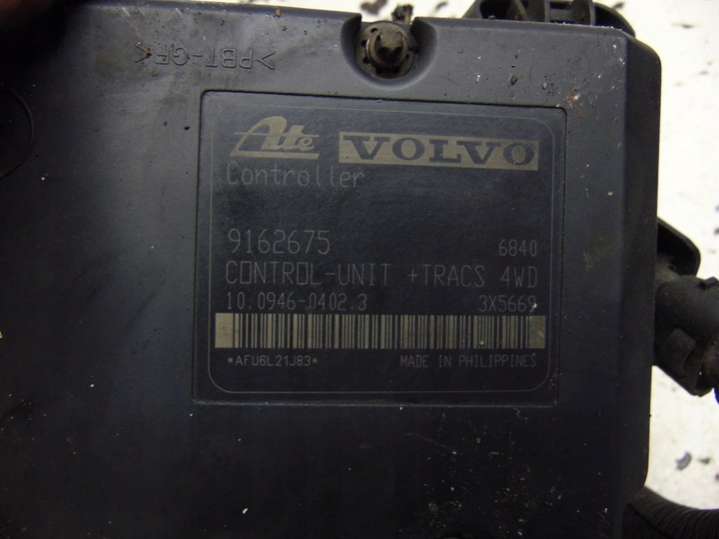 >PBT-GF<
Ate VOLVO
Controller
9162675 6840
CONTROL-UNIT +TRACS 4WD
10.0946-0402.3 3X5669
*AFU6L21J83* MADE IN PHILIPPINES